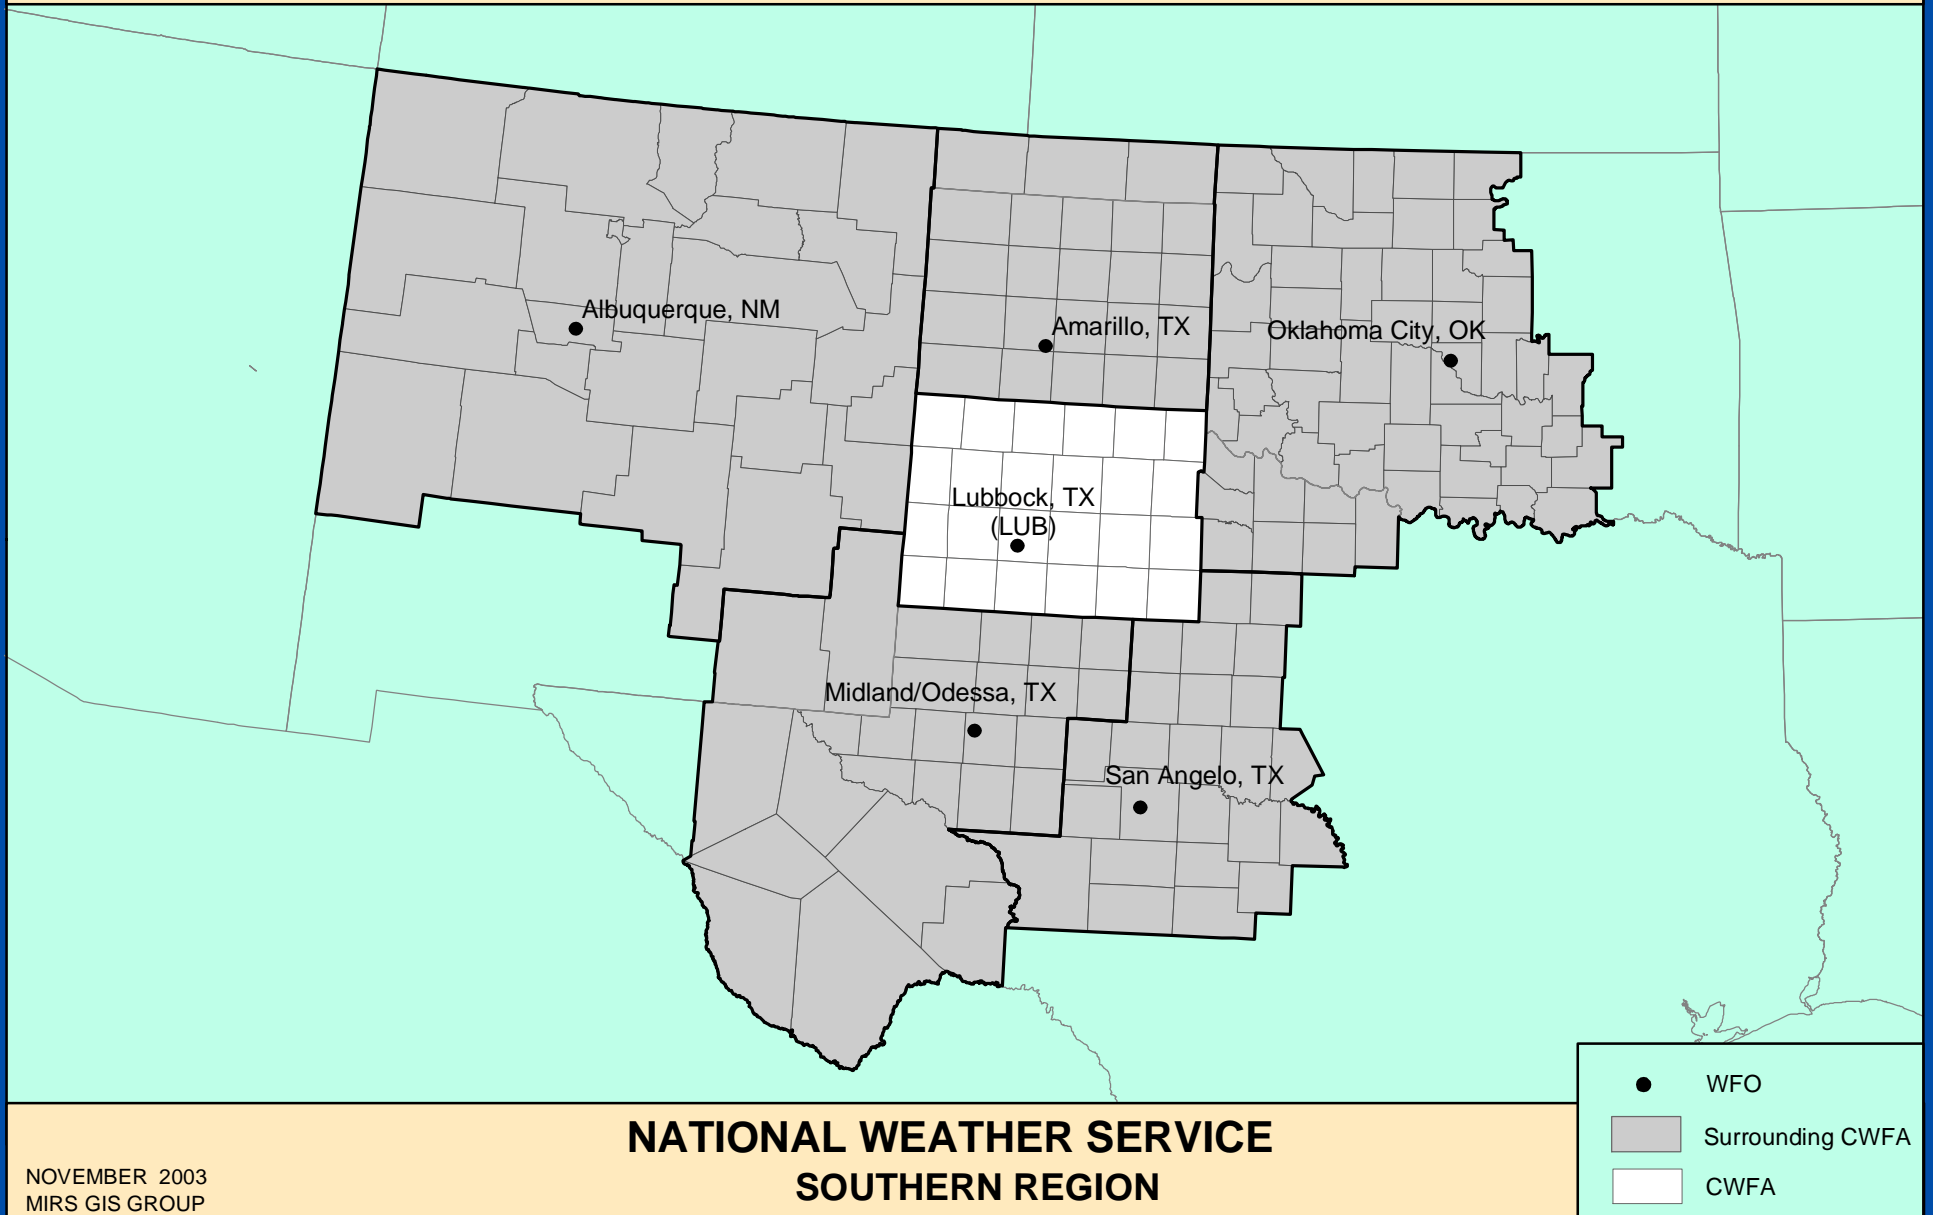 Albuquerque, NM
Amarillo, TX
Oklahoma City, OK
Lubbock, TX
(LUB)
Midland/Odessa, TX
San Angelo, TX
WFO
Surrounding CWFA
CWFA
NATIONAL WEATHER SERVICE
SOUTHERN REGION
NOVEMBER 2003
MIRS GIS GROUP